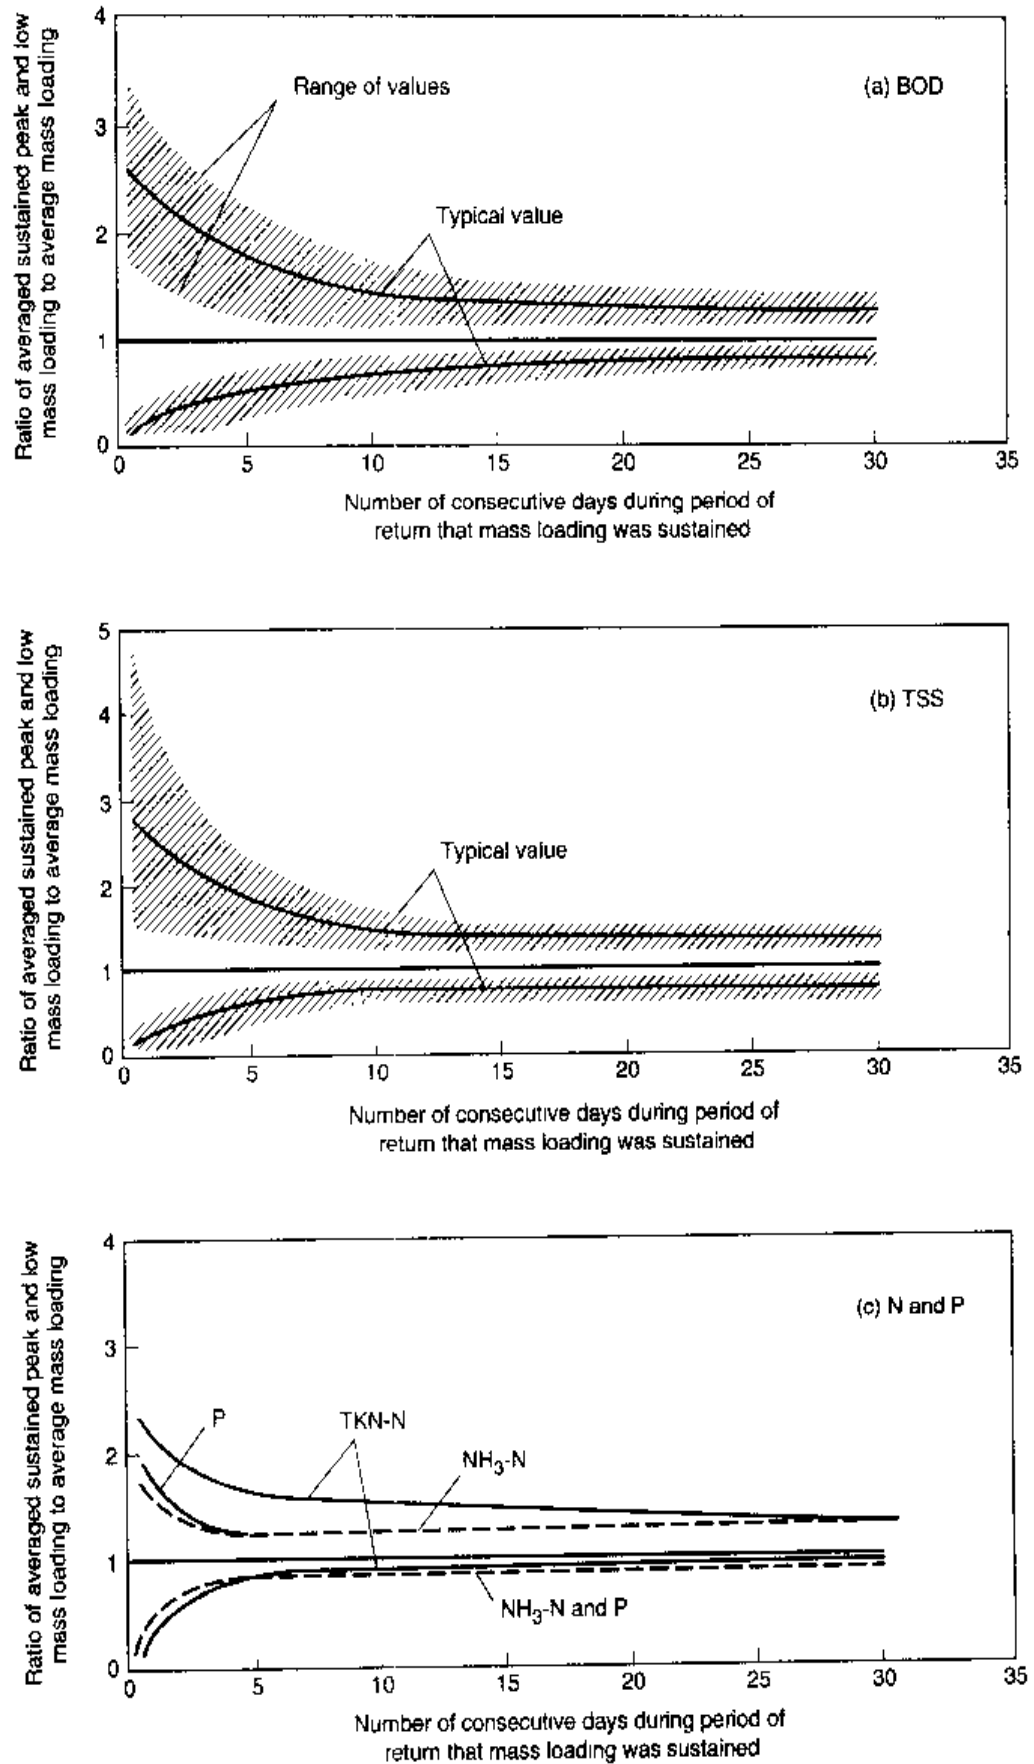 Ratio of averaged sustained peak and low
mass loading to average mass loading
4
3
2
1
0
Range of values
(a) BOD
Typical value
0 5 10 15 20 25 30 35
Number of consecutive days during period of
return that mass loading was sustained
Ratio of averaged sustained peak and low
mass loading to average mass loading
5
4
3
2
1
0
(b) TSS
Typical value
0 5 10 15 20 25 30 35
Number of consecutive days during period of
return that mass loading was sustained
Ratio of averaged sustained peak and low
mass loading to average mass loading
4
3
2
1
0
(c) N and P
P
TKN-N
NH3-N
NH3-N and P
0 5 10 15 20 25 30 35
Number of consecutive days during period of
return that mass loading was sustained